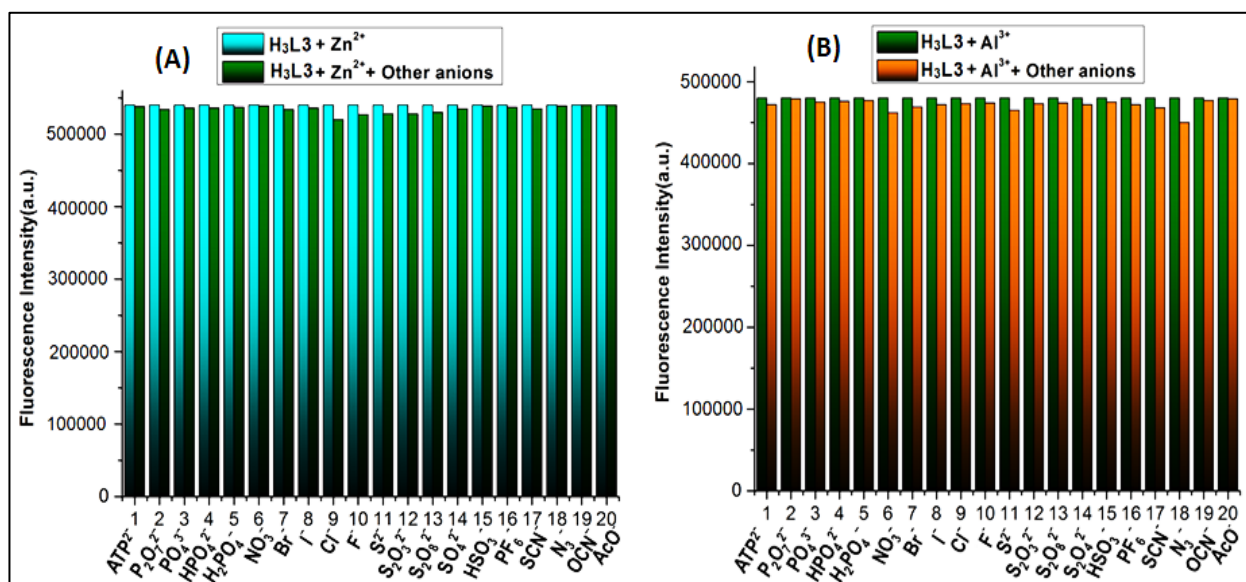 (A)
H₃L3 + Zn²⁺
H₃L3 + Zn²⁺ + Other anions
Fluorescence Intensity(a.u.)
500000
400000
300000
200000
100000
0
1 2 3 4 5 6 7 8 9 10 11 12 13 14 15 16 17 18 19 20
ATP²⁻
P₂O₇²⁻
PO₄³⁻
HPO₄²⁻
H₂PO₄⁻
NO₃⁻
Br⁻
I⁻
Cl⁻
F⁻
S²⁻
S₂O₃²⁻
S₂O₈²⁻
SO₄²⁻
HSO₃⁻
PF₆⁻
SCN⁻
N₃⁻
OCN⁻
AcO⁻
(B)
H₃L3 + Al³⁺
H₃L3 + Al³⁺ + Other anions
Fluorescence Intensity(a.u.)
500000
400000
300000
200000
100000
0
1 2 3 4 5 6 7 8 9 10 11 12 13 14 15 16 17 18 19 20
ATP²⁻
P₂O₇²⁻
PO₄³⁻
HPO₄²⁻
H₂PO₄⁻
NO₃⁻
Br⁻
I⁻
Cl⁻
F⁻
S²⁻
S₂O₃²⁻
S₂O₈²⁻
S₂O₄²⁻
HSO₃⁻
PF₆⁻
SCN⁻
N₃⁻
OCN⁻
AcO⁻